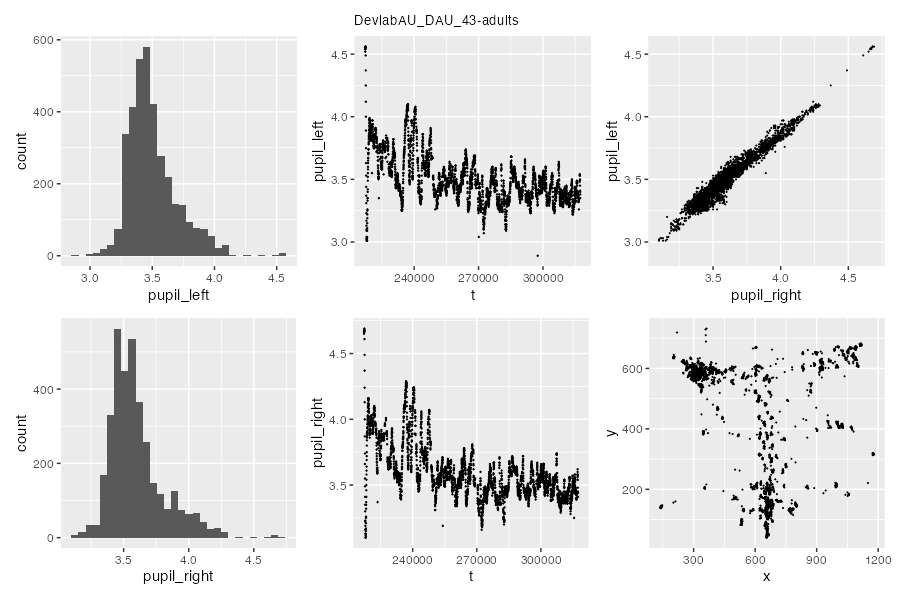 DevlabAU_DAU_43-adults
600
400
200
0
count
3.0 3.5 4.0 4.5
pupil_left
4.5
4.0
3.5
3.0
pupil_left
240000 270000 300000
t
4.5
4.0
3.5
3.0
pupil_left
3.5 4.0 4.5
pupil_right
400
200
0
count
3.5 4.0 4.5
pupil_right
4.5
4.0
3.5
pupil_right
240000 270000 300000
t
600
400
200
y
300 600 900 1200
x